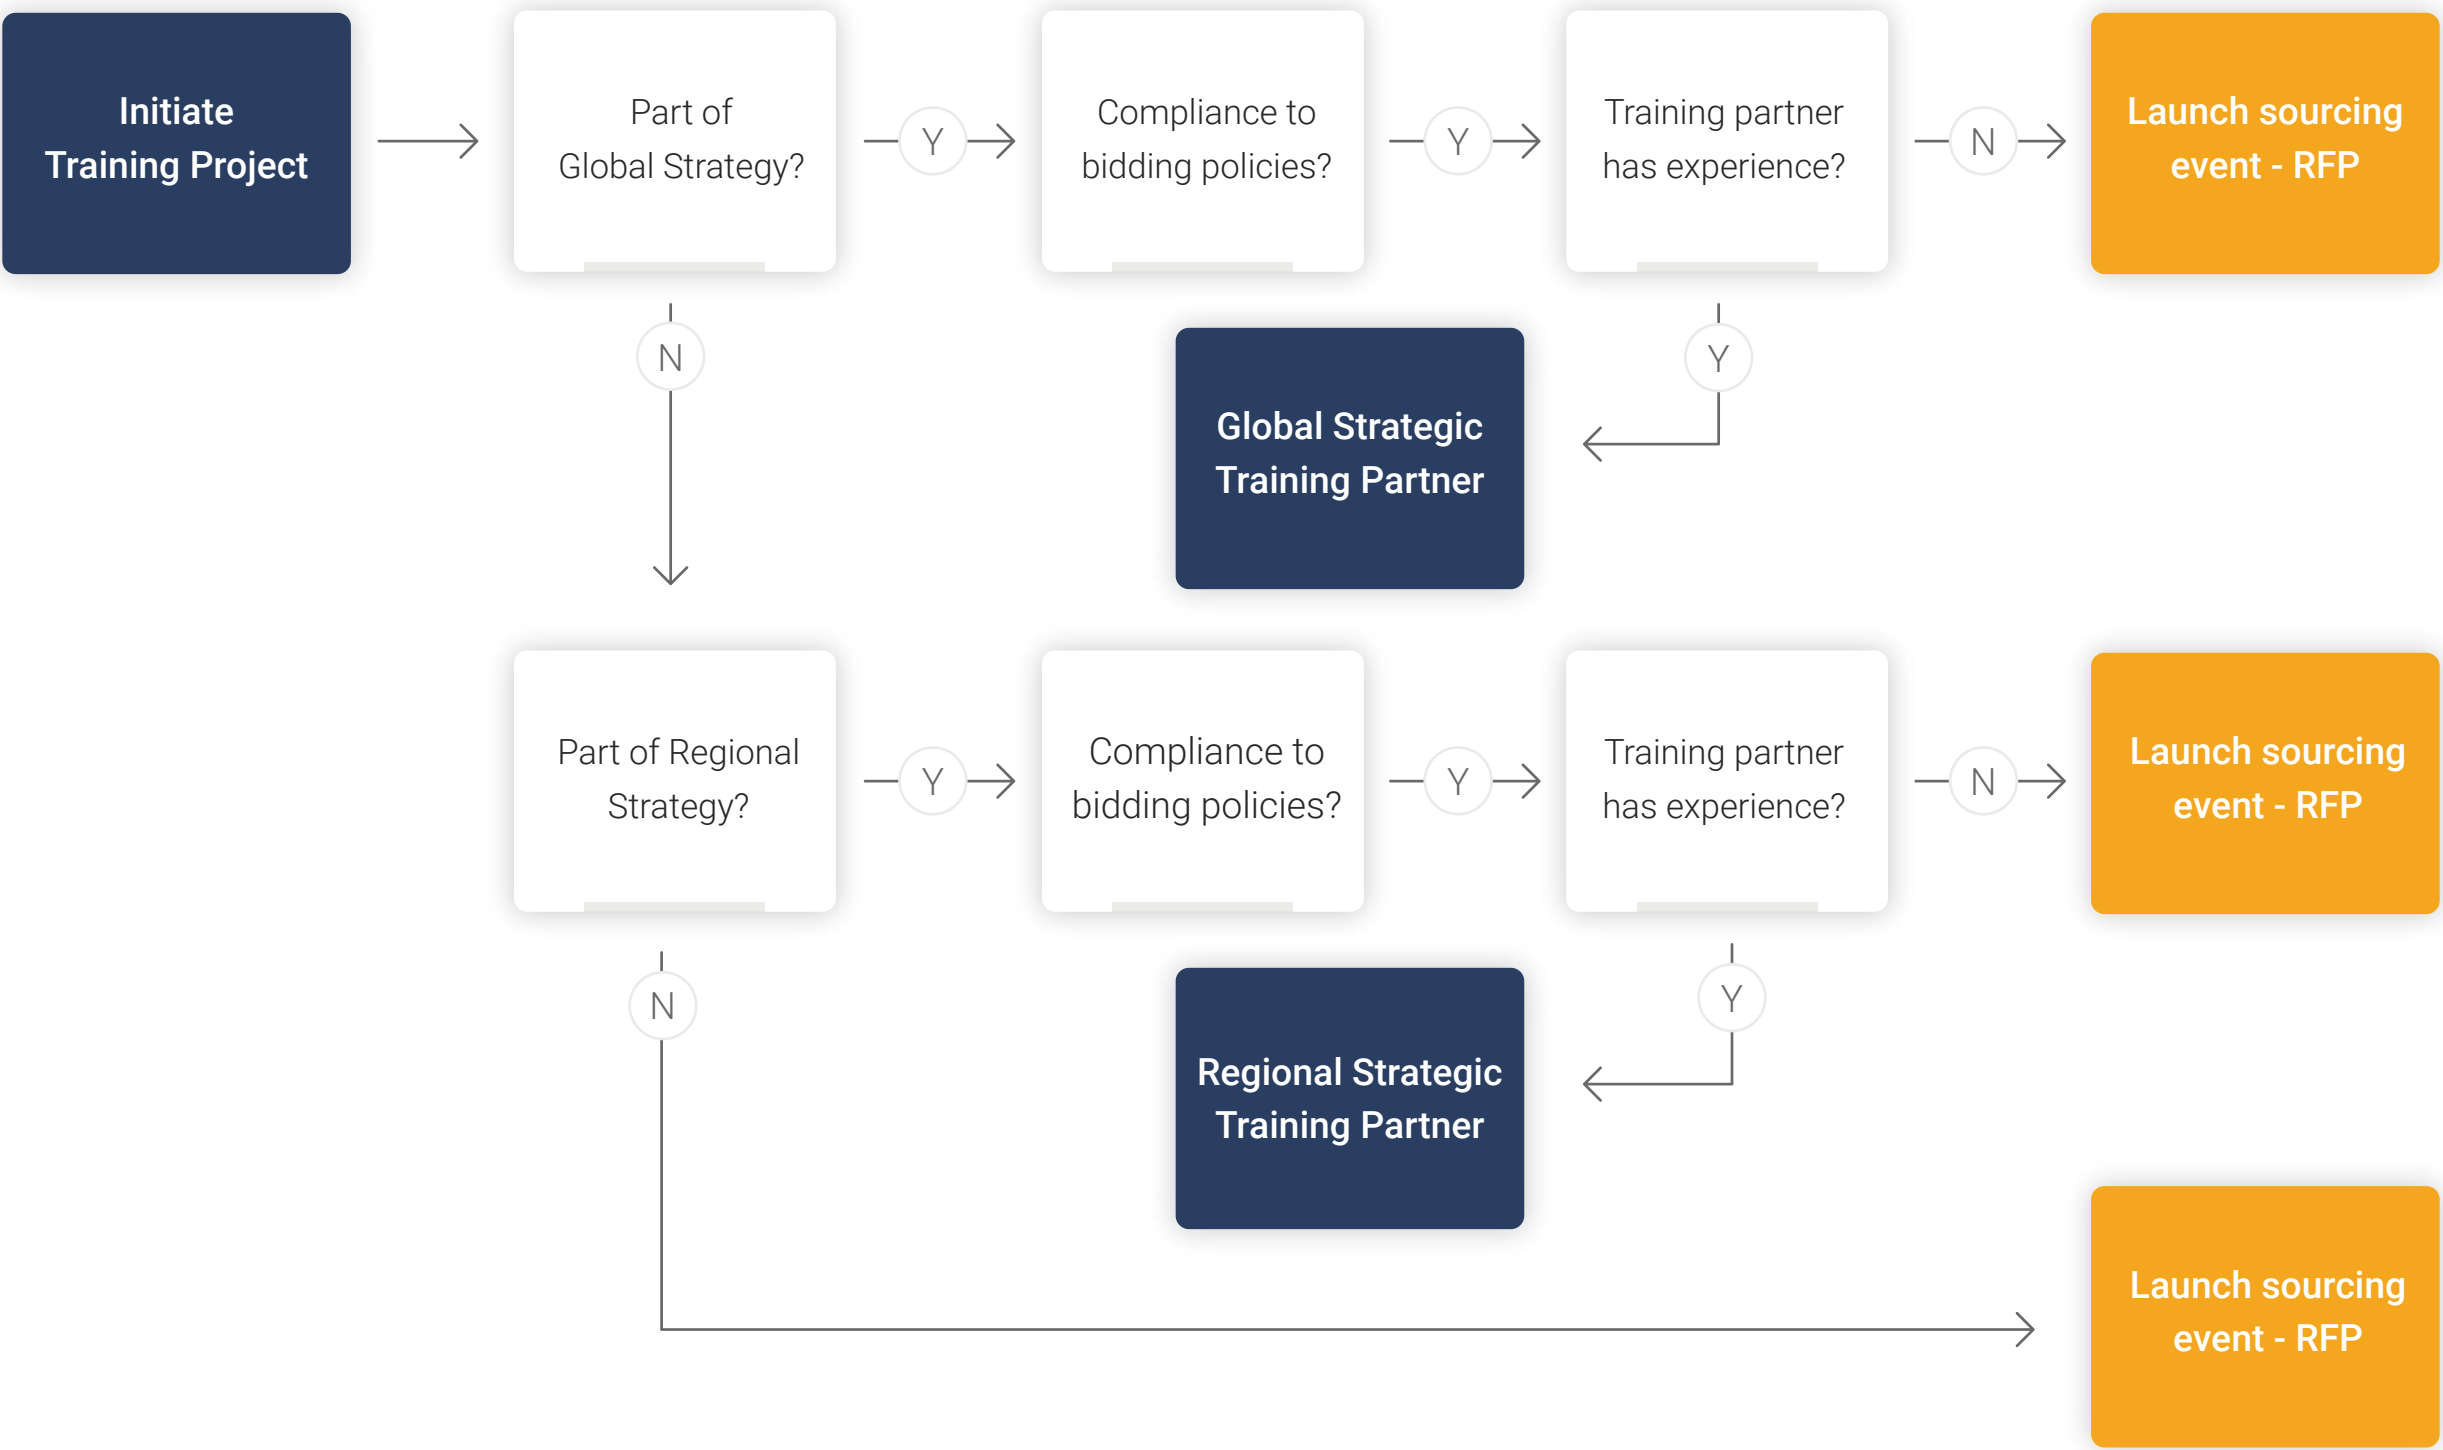 Initiate
Training Project
Part of
Global Strategy?
Y
Compliance to
bidding policies?
Y
Training partner
has experience?
N
Launch sourcing
event - RFP
N
Y
Global Strategic
Training Partner
Part of Regional
Strategy?
Y
Compliance to
bidding policies?
Y
Training partner
has experience?
N
Launch sourcing
event - RFP
N
Y
Regional Strategic
Training Partner
Launch sourcing
event - RFP